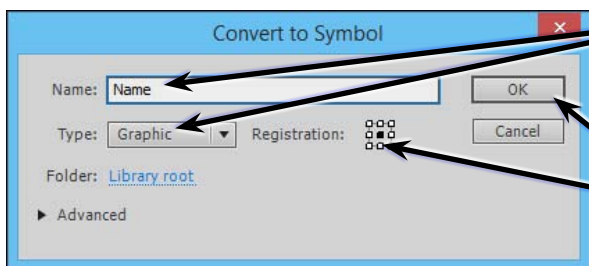 Convert to Symbol
Name: Name OK
Type: Graphic Registration: Cancel
Folder: Library root
Advanced